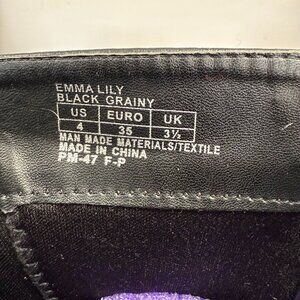 EMMA LILY
BLACK GRAINY
US EURO UK
4 35 3½
MAN MADE MATERIALS/TEXTILE
MADE IN CHINA
PM-47 F-P